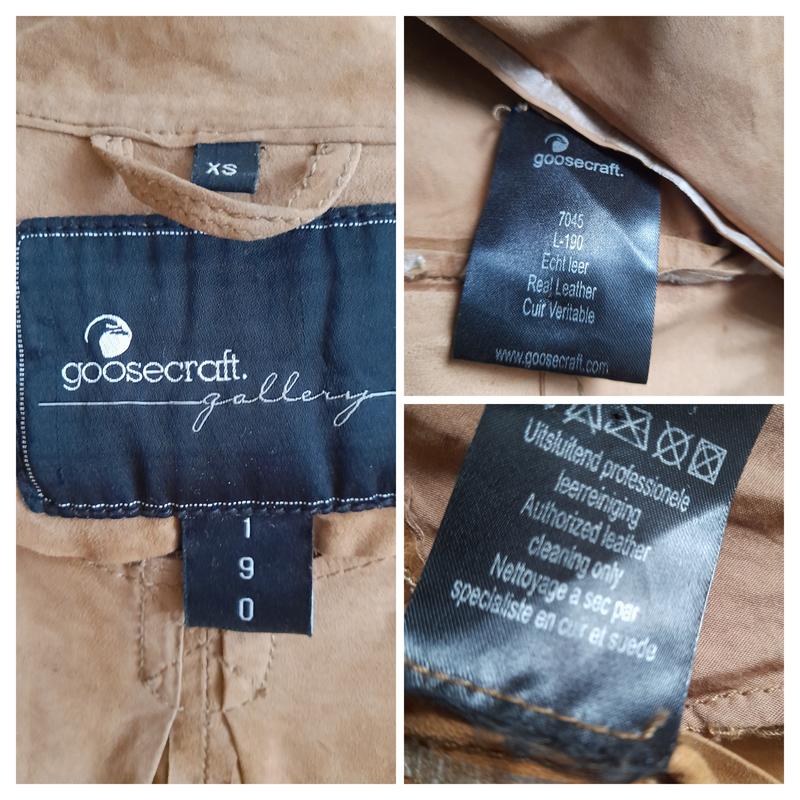 XS
goosecraft.
gallery
1
9
0
goosecraft.
7045
L-190
Echt leer
Real Leather
Cuir Veritable
www.goosecraft.com
Uitsluitend professionele
leerreiniging
Authorized leather
cleaning only
Nettoyage a sec par
specialiste en cuir et suede